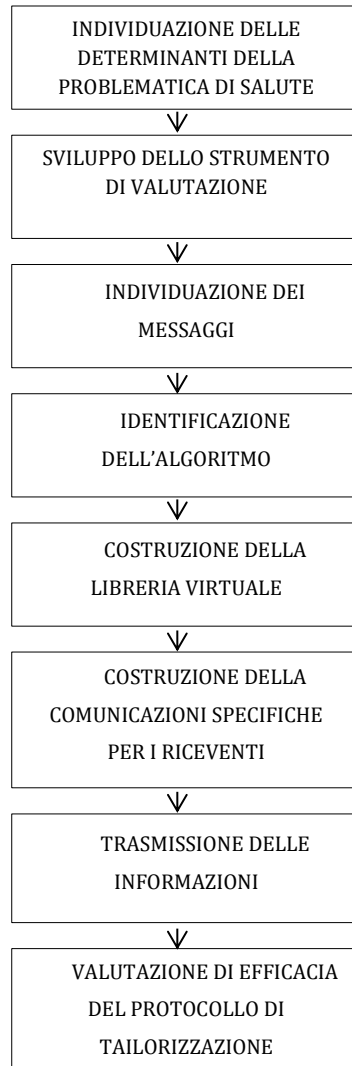 INDIVIDUAZIONE DELLE
DETERMINANTI DELLA
PROBLEMATICA DI SALUTE
SVILUPPO DELLO STRUMENTO
DI VALUTAZIONE
INDIVIDUAZIONE DEI
MESSAGGI
IDENTIFICAZIONE
DELL’ALGORITMO
COSTRUZIONE DELLA
LIBRERIA VIRTUALE
COSTRUZIONE DELLA
COMUNICAZIONI SPECIFICHE
PER I RICEVENTI
TRASMISSIONE DELLE
INFORMAZIONI
VALUTAZIONE DI EFFICACIA
DEL PROTOCOLLO DI
TAILORIZZAZIONE